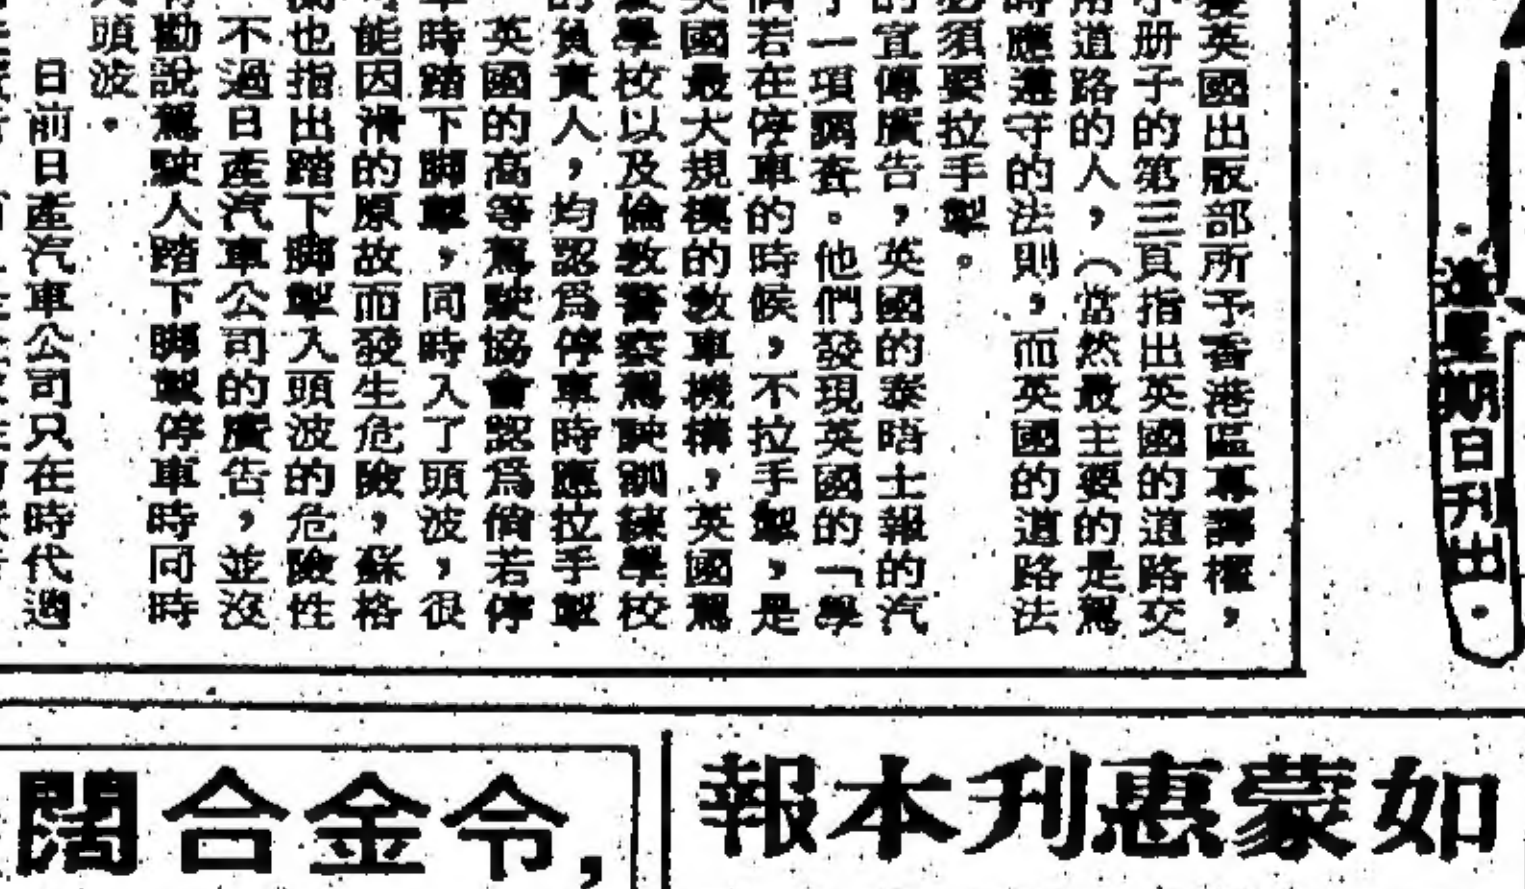 逢星期日刊出
英國出版部所予香港區專譯權，
小册子的第三頁指出英國的道路交
用道路的人，（當然最主要的是駕
時應遵守的法則，而英國的道路法
必須要拉手掣。
的宣傳廣告，英國的泰晤士報的汽
了一項調查。他們發現英國的「學
倘若在停車的時候，不拉手掣，是
英國最大規模的教車機構，英國駕
學校以及倫敦警察駕駛訓練學校
的負責人，均認爲停車時應拉手掣
英國的高等駕駛協會認爲倘若停
車時踏下脚掣，同時入了頭波，很
可能因滑的原故而發生危險，蘇格
蘭也指出踏下脚掣入頭波的危險性
不過日產汽車公司的廣告，並沒
有勸說駕駛人踏下脚掣停車時同時
入頭波。
日前日產汽車公司只在時代週
如蒙惠刊本報
令金合闊